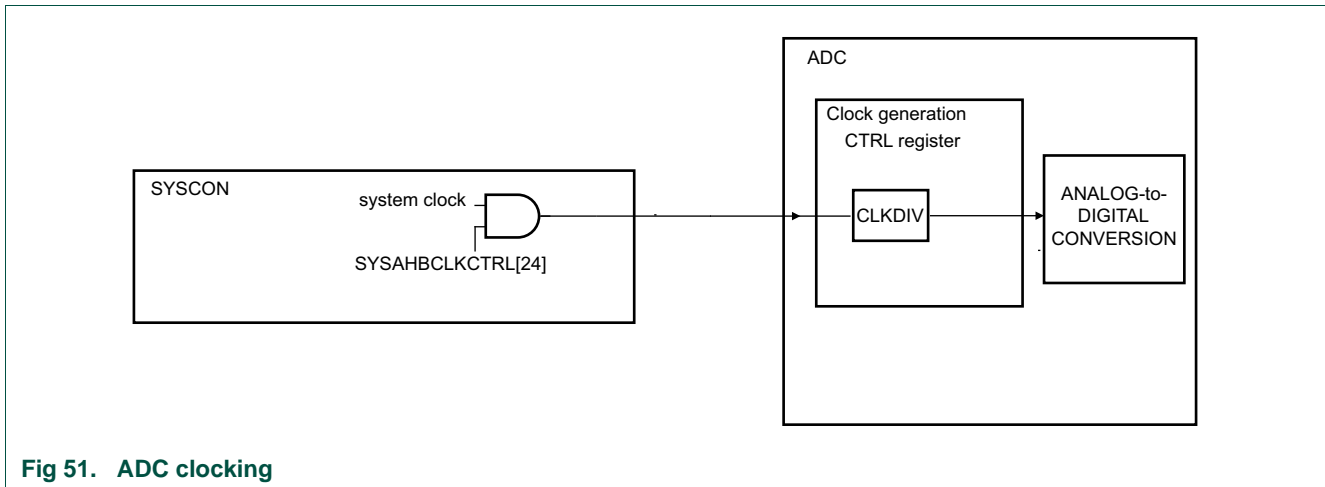 SYSCON
system clock
SYSAHBCLKCTRL[24]
ADC
Clock generation
CTRL register
CLKDIV
ANALOG-to-
DIGITAL
CONVERSION
Fig 51. ADC clocking